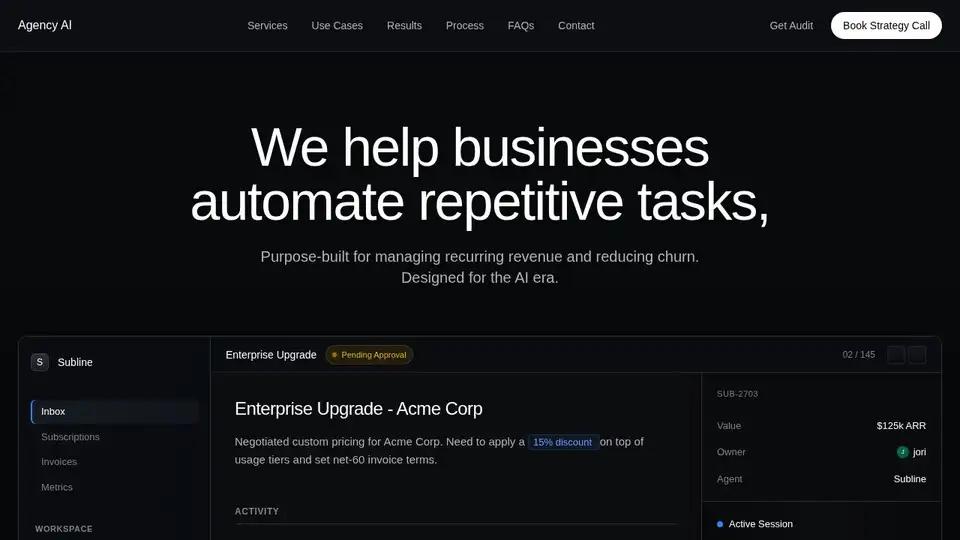 Agency AI
Services
Use Cases
Results
Process
FAQs
Contact
Get Audit
Book Strategy Call
We help businesses
automate repetitive tasks,
Purpose-built for managing recurring revenue and reducing churn.
Designed for the AI era.
S
Subline
Inbox
Subscriptions
Invoices
Metrics
WORKSPACE
Enterprise Upgrade
Pending Approval
02 / 145
Enterprise Upgrade - Acme Corp
Negotiated custom pricing for Acme Corp. Need to apply a 15% discount on top of
usage tiers and set net-60 invoice terms.
ACTIVITY
SUB-2703
Value
$125k ARR
Owner
J
jori
Agent
Subline
Active Session